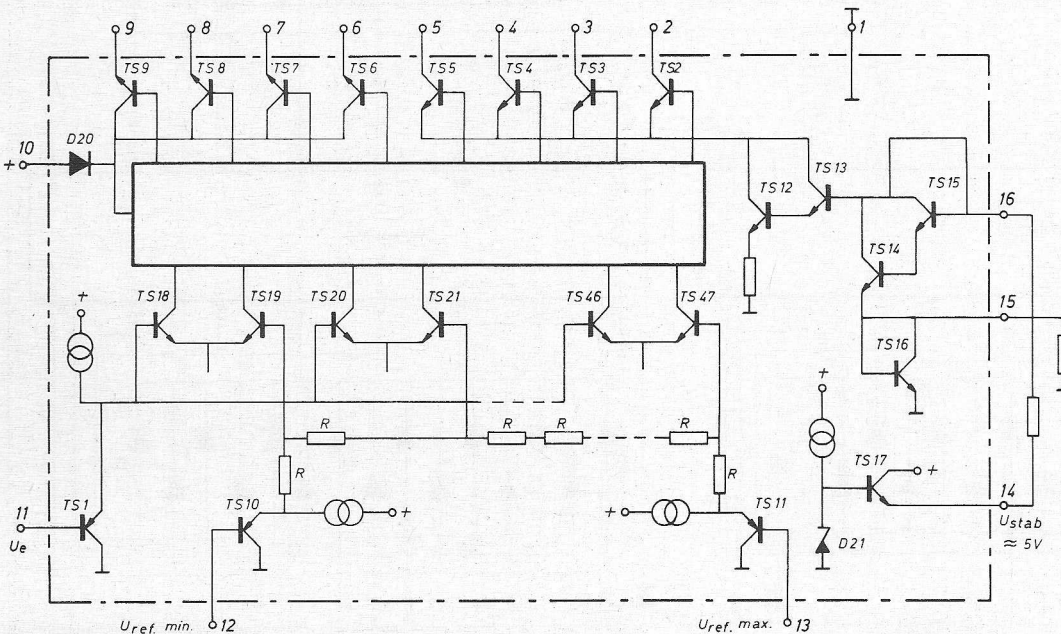 9 8 7 6 5 4 3 2 1
TS9 TS8 TS7 TS6 TS5 TS4 TS3 TS2
10
+ D20
TS12 TS13 TS15 16
TS14
TS18 TS19 TS20 TS21 TS46 TS47
+ 15
TS16
+
R R R R
R R
TS17 +
11 TS1 TS10 + + TS11 14
Ue D21 Ustab
≈ 5V
Uref. min. 12 Uref. max. 13